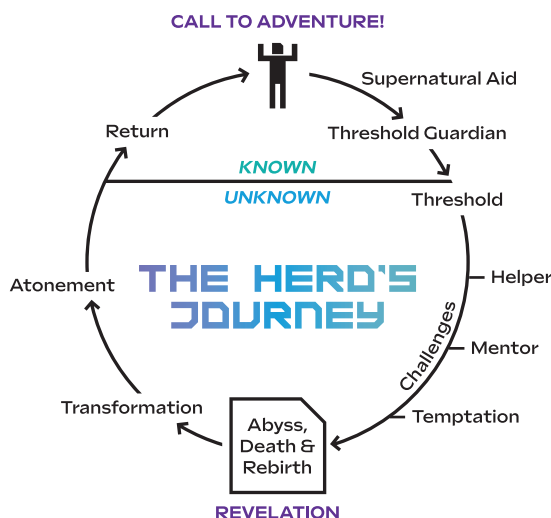 CALL TO ADVENTURE!
Supernatural Aid
Return
Threshold Guardian
KNOWN
UNKNOWN
Threshold
THE HERO'S
JOURNEY
Helper
Atonement
Challenges
Mentor
Transformation
Temptation
Abyss,
Death &
Rebirth
REVELATION